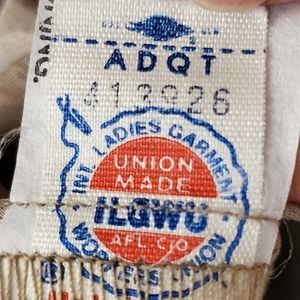 ADQT
413926
INT. LADIES GARMENT
UNION
MADE
ILGWU
AFL CIO
WORKERS UNION
®